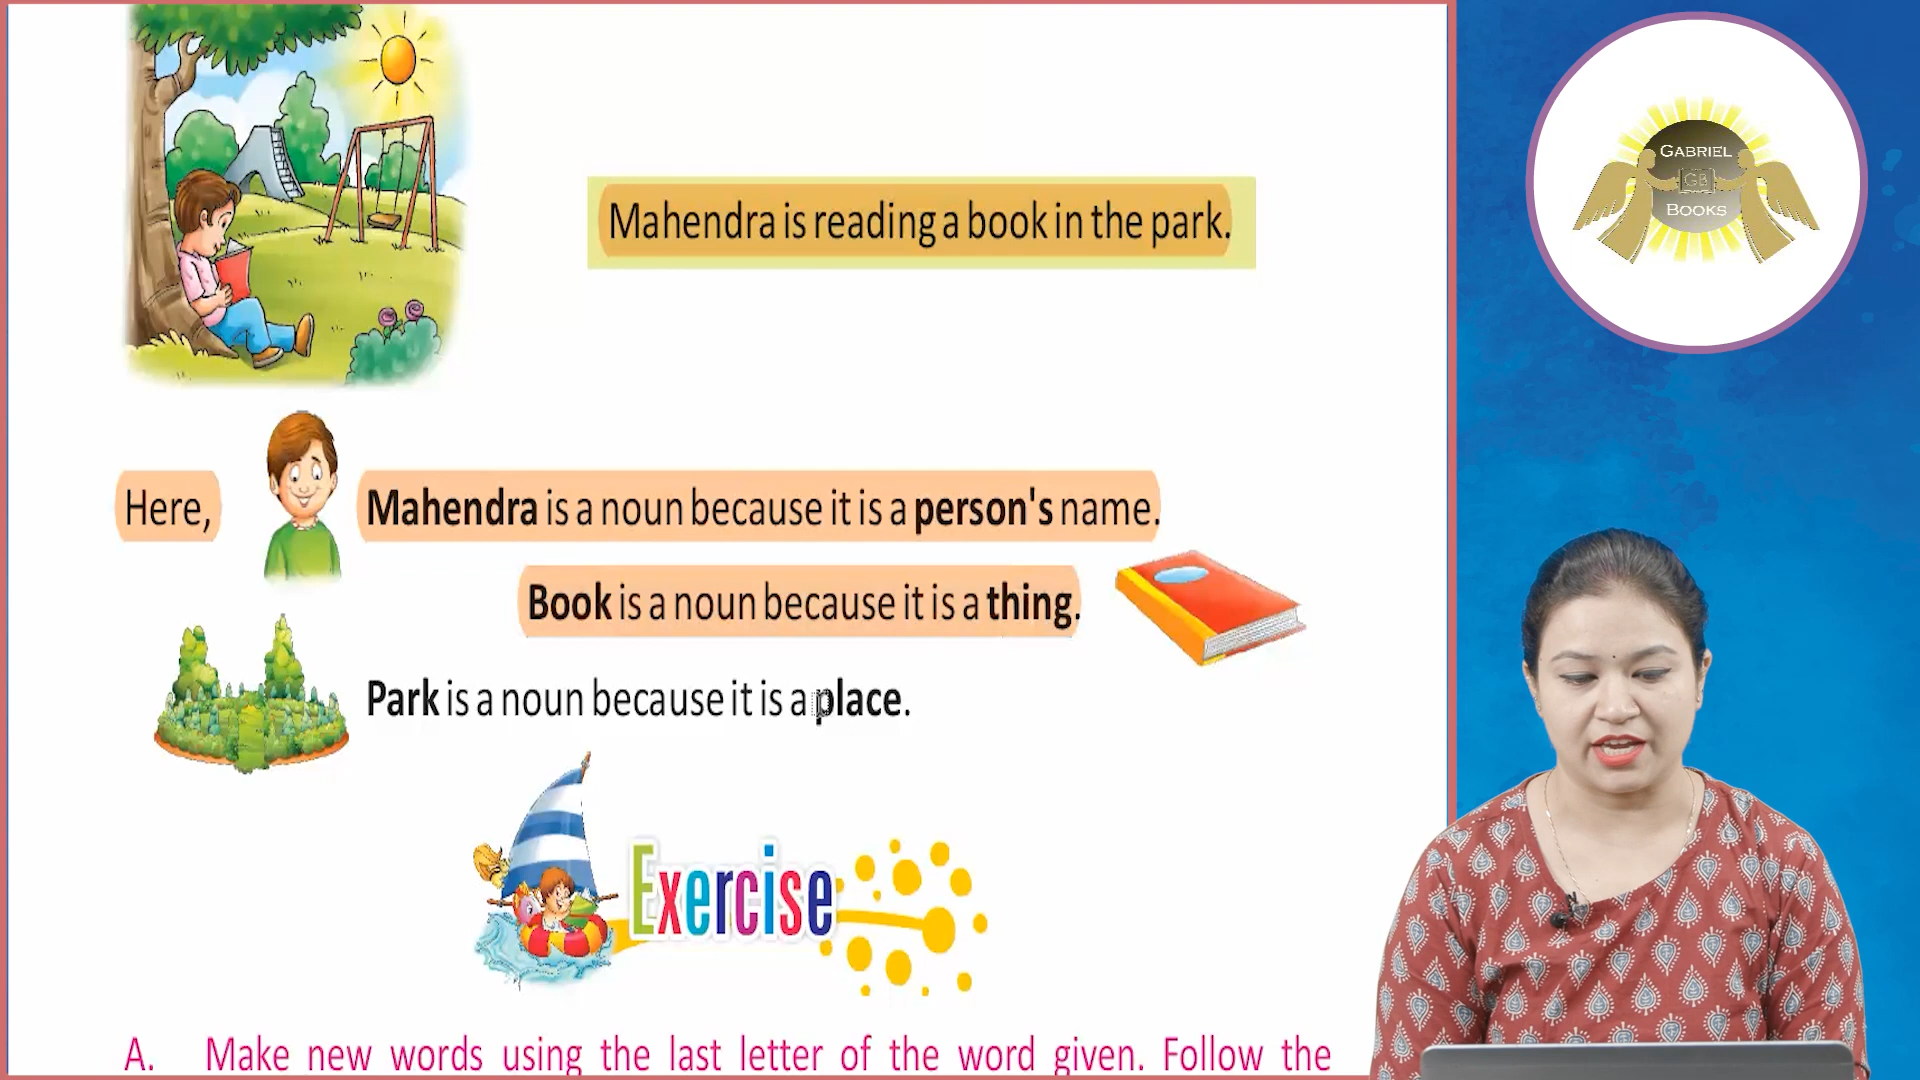 Mahendra is reading a book in the park.
GABRIEL
GB
BOOKS
Here,
Mahendra is a noun because it is a person's name.
Book is a noun because it is a thing.
Park is a noun because it is a place.
Exercise
A. Make new words using the last letter of the word given. Follow the